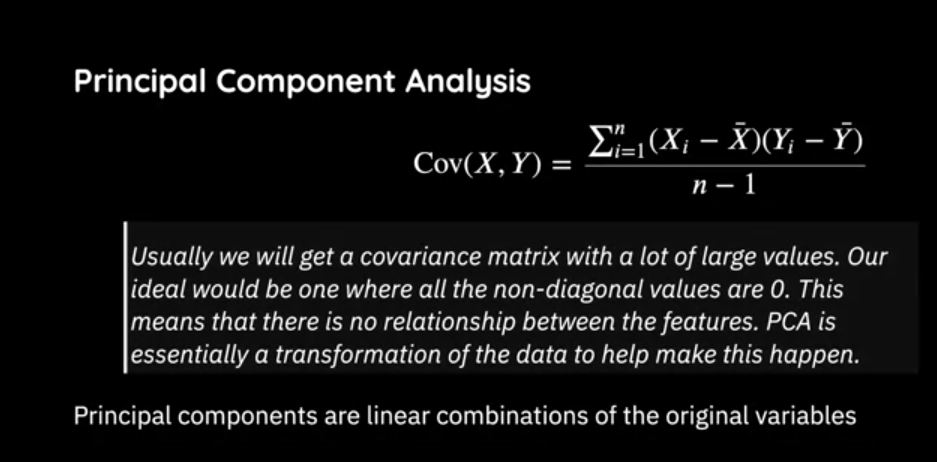 Principal Component Analysis
Cov(X, Y) = \frac{\sum_{i=1}^{n}(X_i - \bar{X})(Y_i - \bar{Y})}{n - 1}
Usually we will get a covariance matrix with a lot of large values. Our
ideal would be one where all the non-diagonal values are 0. This
means that there is no relationship between the features. PCA is
essentially a transformation of the data to help make this happen.
Principal components are linear combinations of the original variables